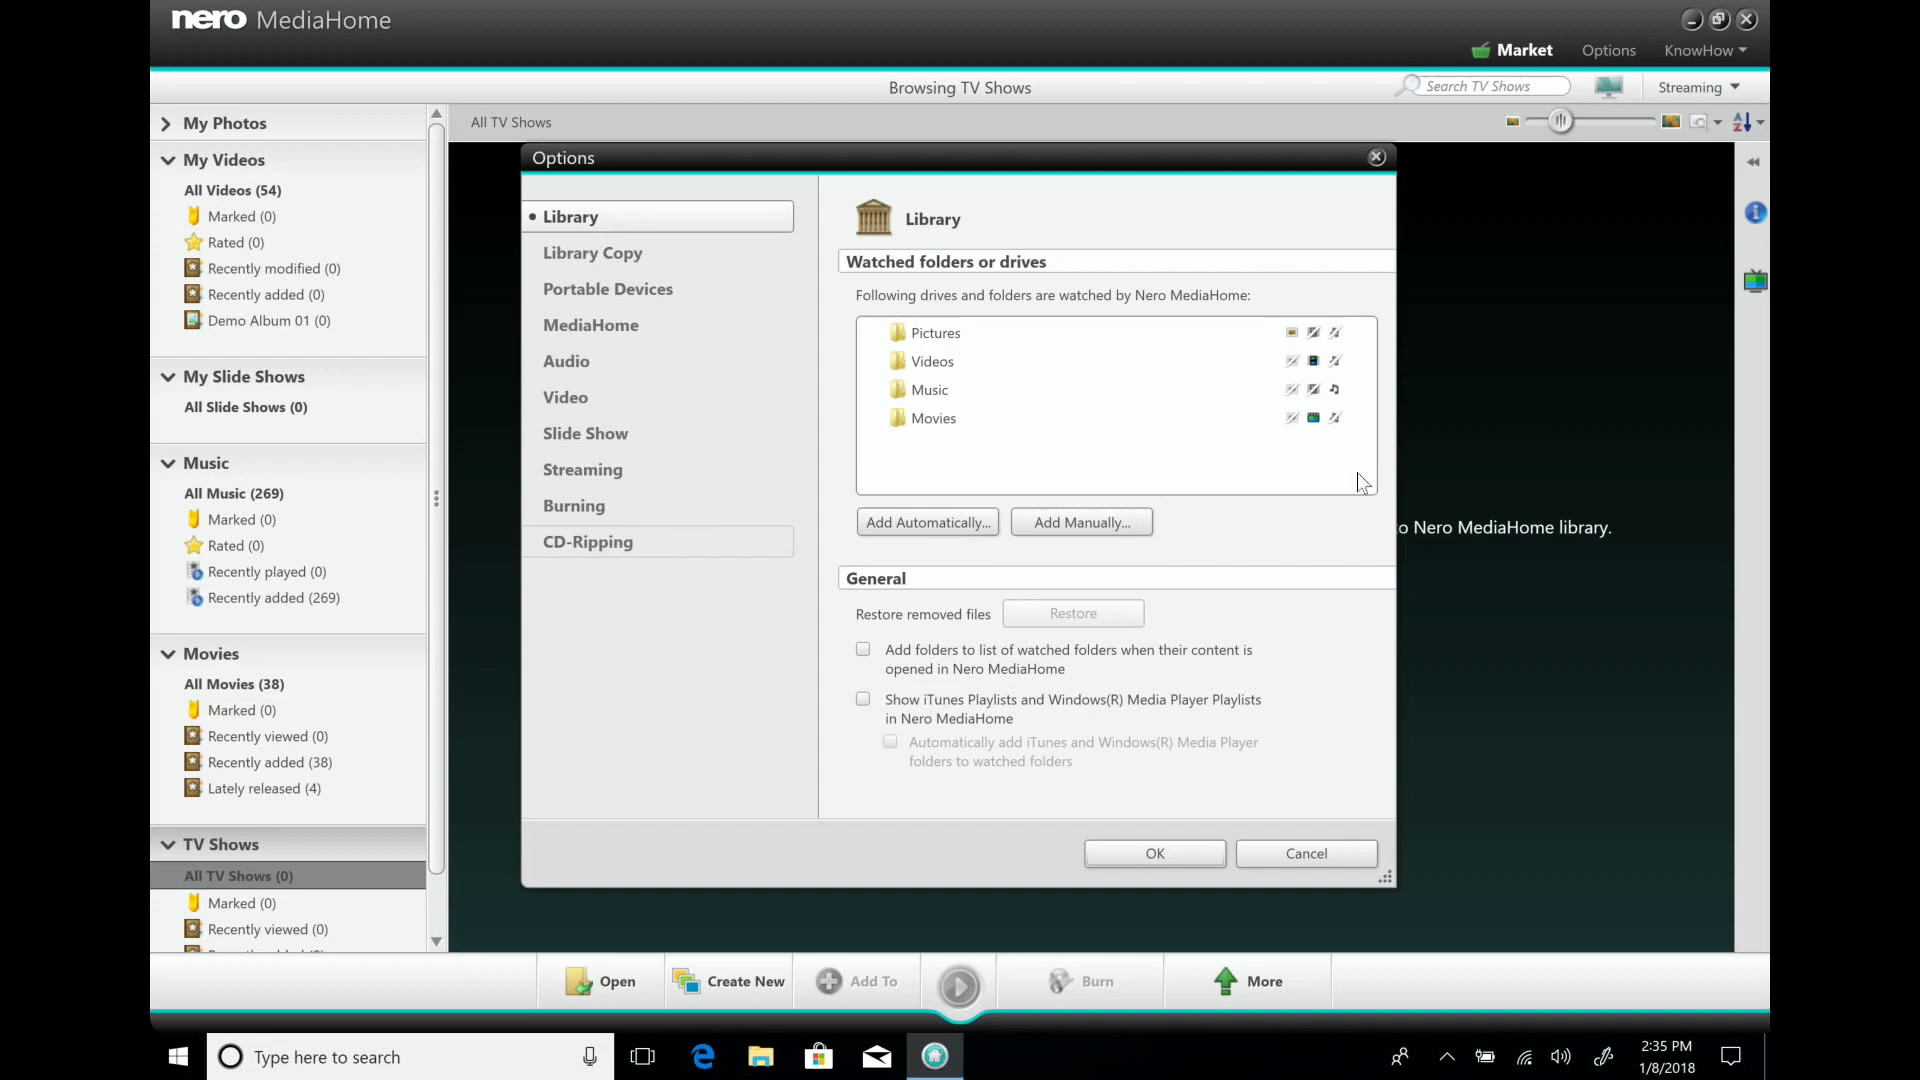 nero MediaHome
Market
Options
KnowHow
Browsing TV Shows
Search TV Shows
Streaming
My Photos
My Videos
All Videos (54)
Marked (0)
Rated (0)
Recently modified (0)
Recently added (0)
Demo Album 01 (0)
My Slide Shows
All Slide Shows (0)
Music
All Music (269)
Marked (0)
Rated (0)
Recently played (0)
Recently added (269)
Movies
All Movies (38)
Marked (0)
Recently viewed (0)
Recently added (38)
Lately released (4)
TV Shows
All TV Shows (0)
Marked (0)
Recently viewed (0)
All TV Shows
Options
Library
Library Copy
Portable Devices
MediaHome
Audio
Video
Slide Show
Streaming
Burning
CD-Ripping
Library
Watched folders or drives
Following drives and folders are watched by Nero MediaHome:
Pictures
Videos
Music
Movies
Add Automatically...
Add Manually...
General
Restore removed files
Restore
Add folders to list of watched folders when their content is
opened in Nero MediaHome
Show iTunes Playlists and Windows(R) Media Player Playlists
in Nero MediaHome
Automatically add iTunes and Windows(R) Media Player
folders to watched folders
OK
Cancel
o Nero MediaHome library.
Open
Create New
Add To
Burn
More
Type here to search
2:35 PM
1/8/2018